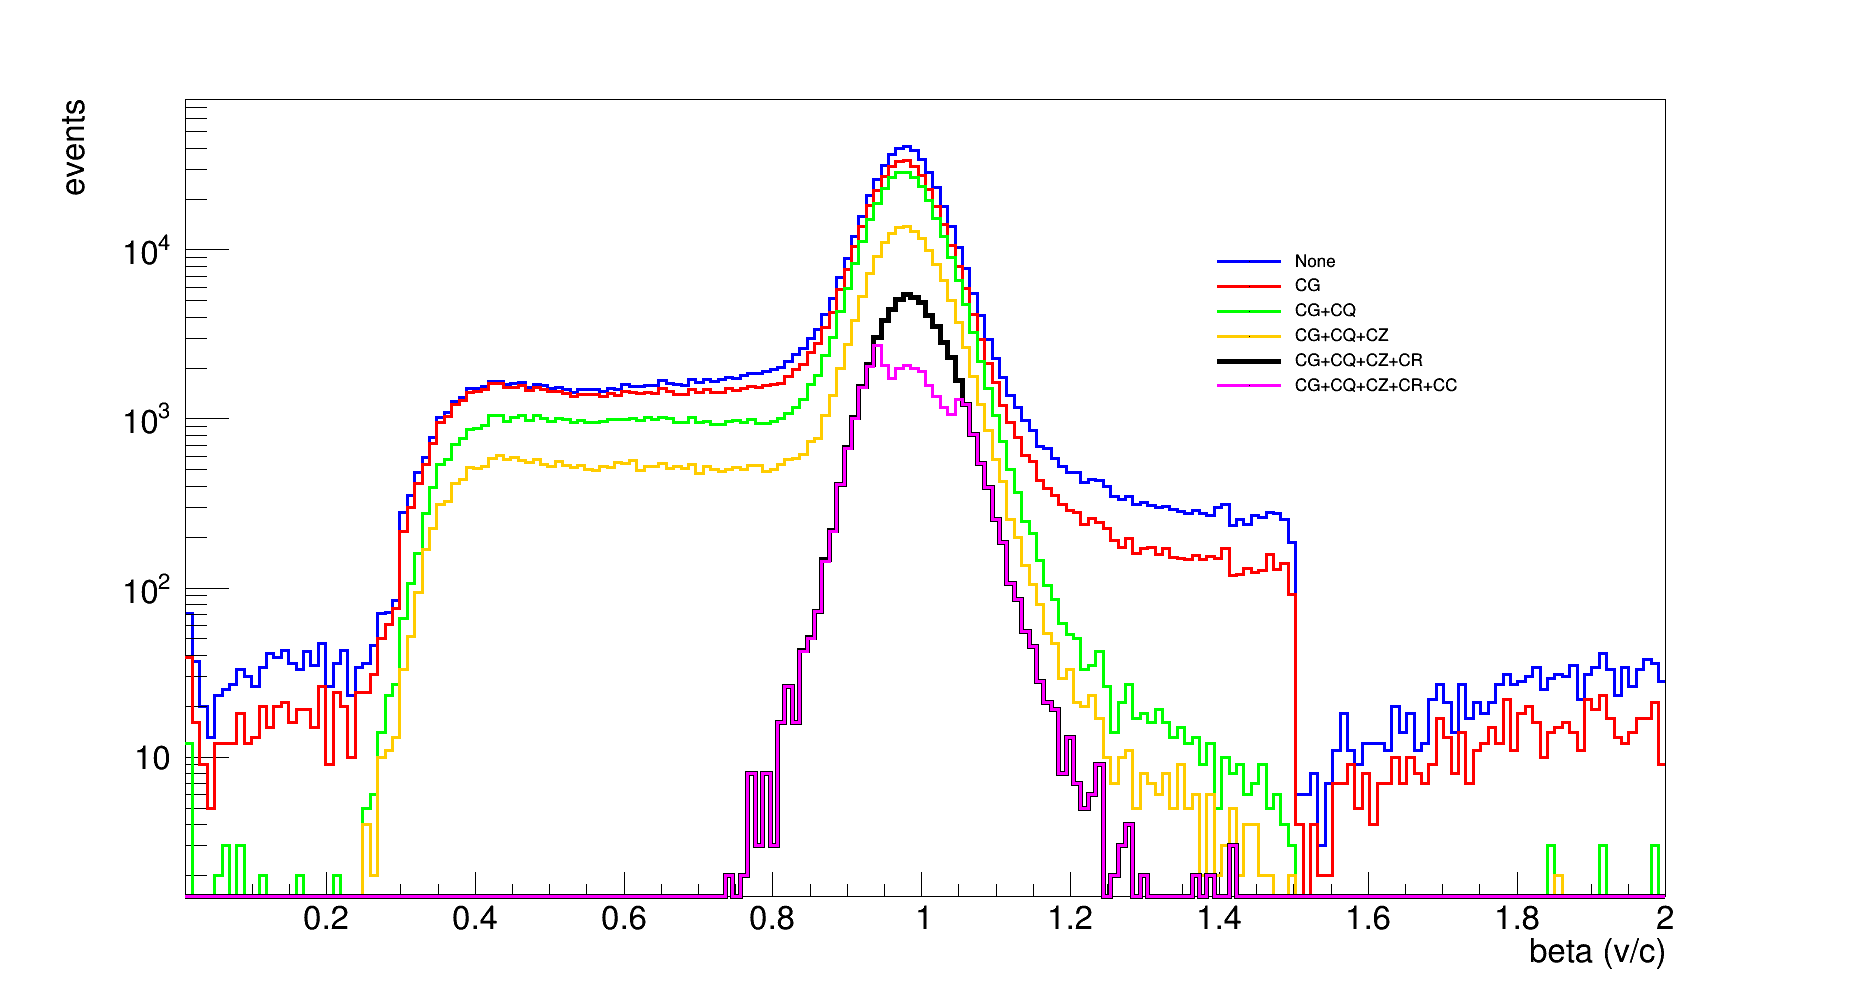 events
10^4
10^3
10^2
10
None
CG
CG+CQ
CG+CQ+CZ
CG+CQ+CZ+CR
CG+CQ+CZ+CR+CC
0.2 0.4 0.6 0.8 1 1.2 1.4 1.6 1.8 2
beta (v/c)